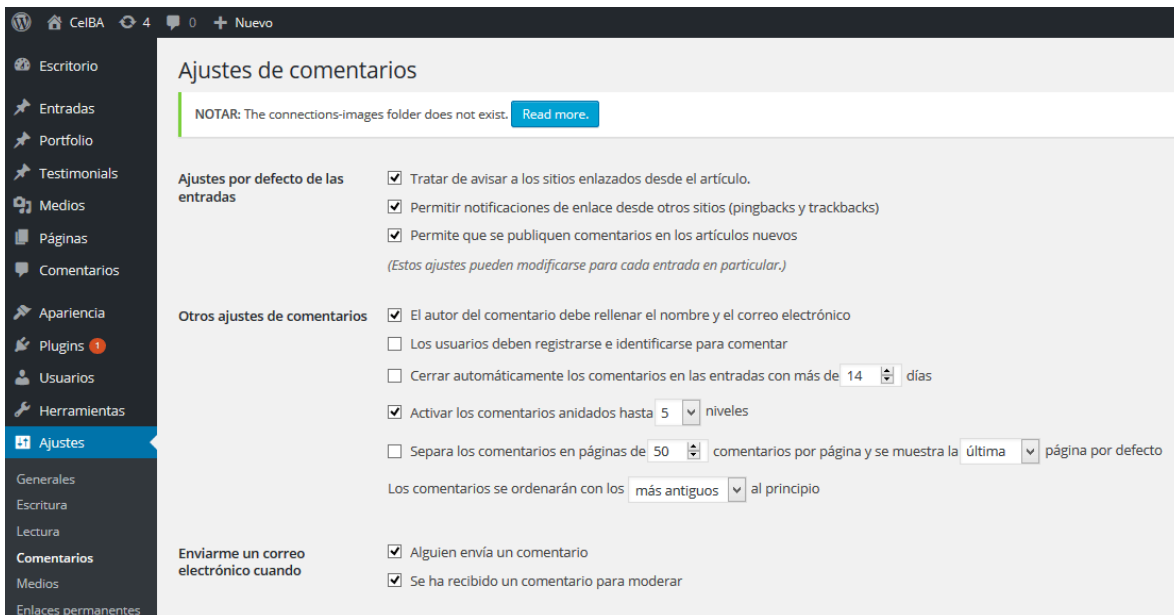 CelBA 4 0 + Nuevo
Escritorio
Entradas
Portfolio
Testimonials
Medios
Páginas
Comentarios
Apariencia
Plugins 1
Usuarios
Herramientas
Ajustes
Generales
Escritura
Lectura
Comentarios
Medios
Enlaces permanentes
Ajustes de comentarios
NOTAR: The connections-images folder does not exist. Read more.
Ajustes por defecto de las
entradas
Tratar de avisar a los sitios enlazados desde el artículo.
Permitir notificaciones de enlace desde otros sitios (pingbacks y trackbacks)
Permite que se publiquen comentarios en los artículos nuevos
(Estos ajustes pueden modificarse para cada entrada en particular.)
Otros ajustes de comentarios
El autor del comentario debe rellenar el nombre y el correo electrónico
Los usuarios deben registrarse e identificarse para comentar
Cerrar automáticamente los comentarios en las entradas con más de 14 días
Activar los comentarios anidados hasta 5 niveles
Separa los comentarios en páginas de 50 comentarios por página y se muestra la última página por defecto
Los comentarios se ordenarán con los más antiguos al principio
Enviarme un correo
electrónico cuando
Alguien envía un comentario
Se ha recibido un comentario para moderar